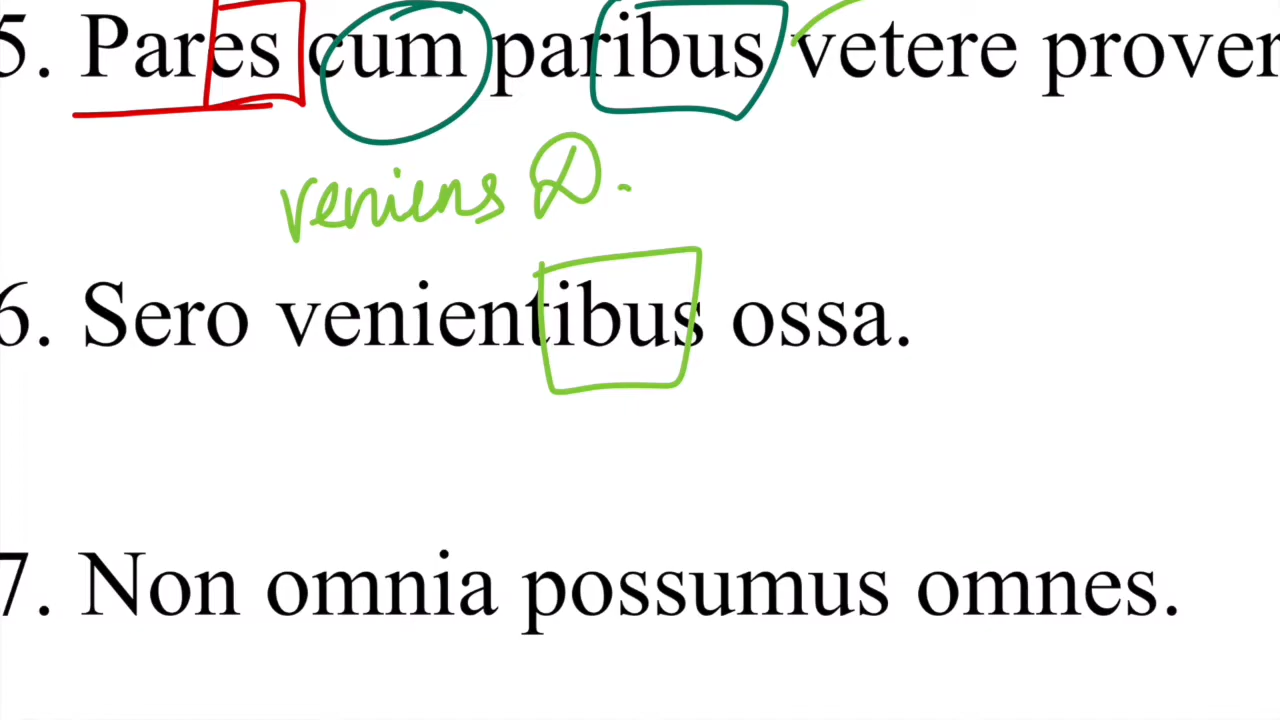 5. Pares cum paribus vetere prover
veniens D.
6. Sero venientibus ossa.
7. Non omnia possumus omnes.